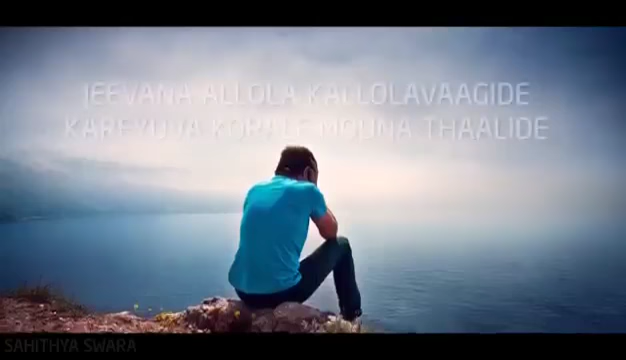 JEEVANA ALLOLA KALLOLAVAAGIDE
KAREYUVA KORALE MOUNA THAALIDE
SAHITHYA SWARA